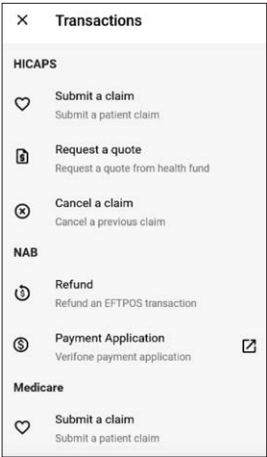 Transactions
HICAPS
Submit a claim
Submit a patient claim
Request a quote
Request a quote from health fund
Cancel a claim
Cancel a previous claim
NAB
Refund
Refund an EFTPOS transaction
Payment Application
Verifone payment application
Medicare
Submit a claim
Submit a patient claim